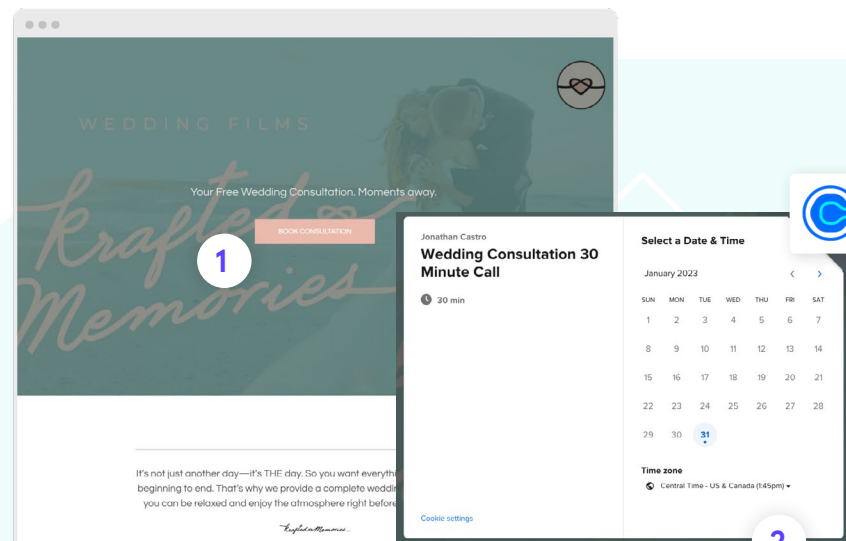 WEDDING FILMS
Krafted
Memories
Your Free Wedding Consultation. Moments away.
BOOK CONSULTATION
1
It's not just another day—it's THE day. So you want everythi
beginning to end. That's why we provide a complete weddin
you can be relaxed and enjoy the atmosphere right before
Krafted Memories
Jonathan Castro
Wedding Consultation 30
Minute Call
30 min
Cookie settings
Select a Date & Time
January 2023
SUN MON TUE WED THU FRI SAT
1 2 3 4 5 6 7
8 9 10 11 12 13 14
15 16 17 18 19 20 21
22 23 24 25 26 27 28
29 30 31
Time zone
Central Time - US & Canada (1:45pm)
2